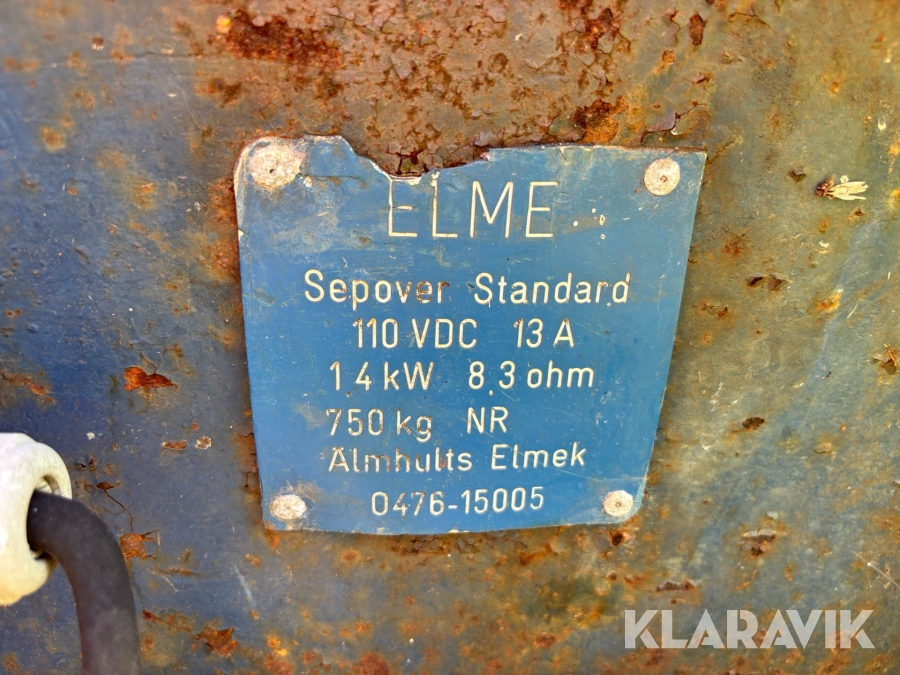 ELME
Sepover Standard
110 VDC 13 A
1.4 kW 8.3 ohm
750 kg NR
Älmhults Elmek
0476-15005
KLARAVIK